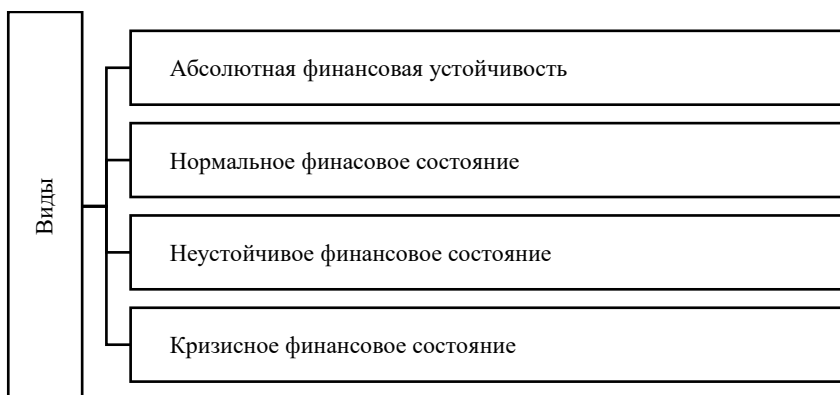 Виды
Абсолютная финансовая устойчивость
Нормальное финасовое состояние
Неустойчивое финансовое состояние
Кризисное финансовое состояние